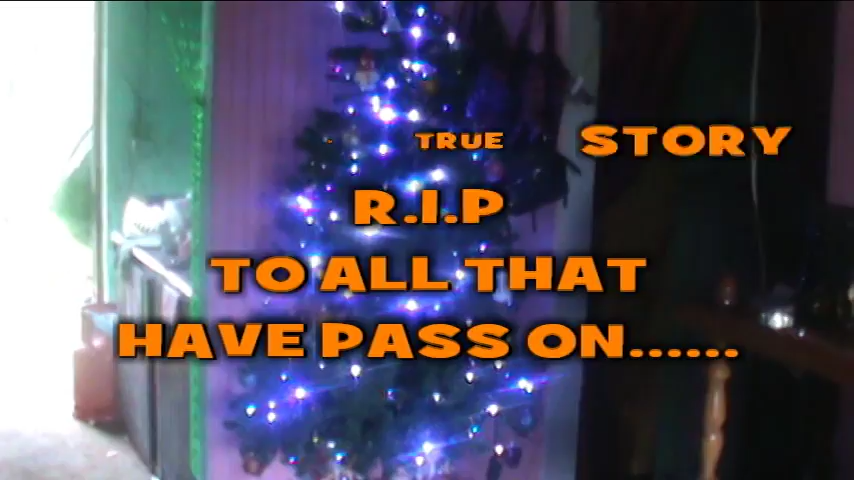 TRUE STORY
R.I.P
TO ALL THAT
HAVE PASS ON......